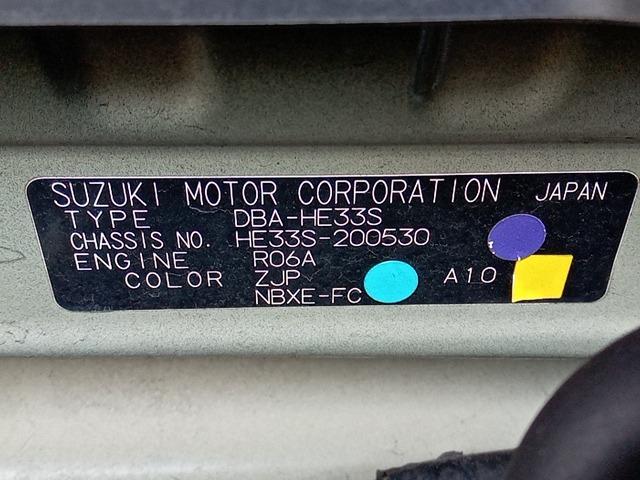 SUZUKI MOTOR CORPORATION JAPAN
TYPE DBA-HE33S
CHASSIS NO. HE33S-200530
ENGINE R06A
COLOR ZJP A10
NBXE-FC